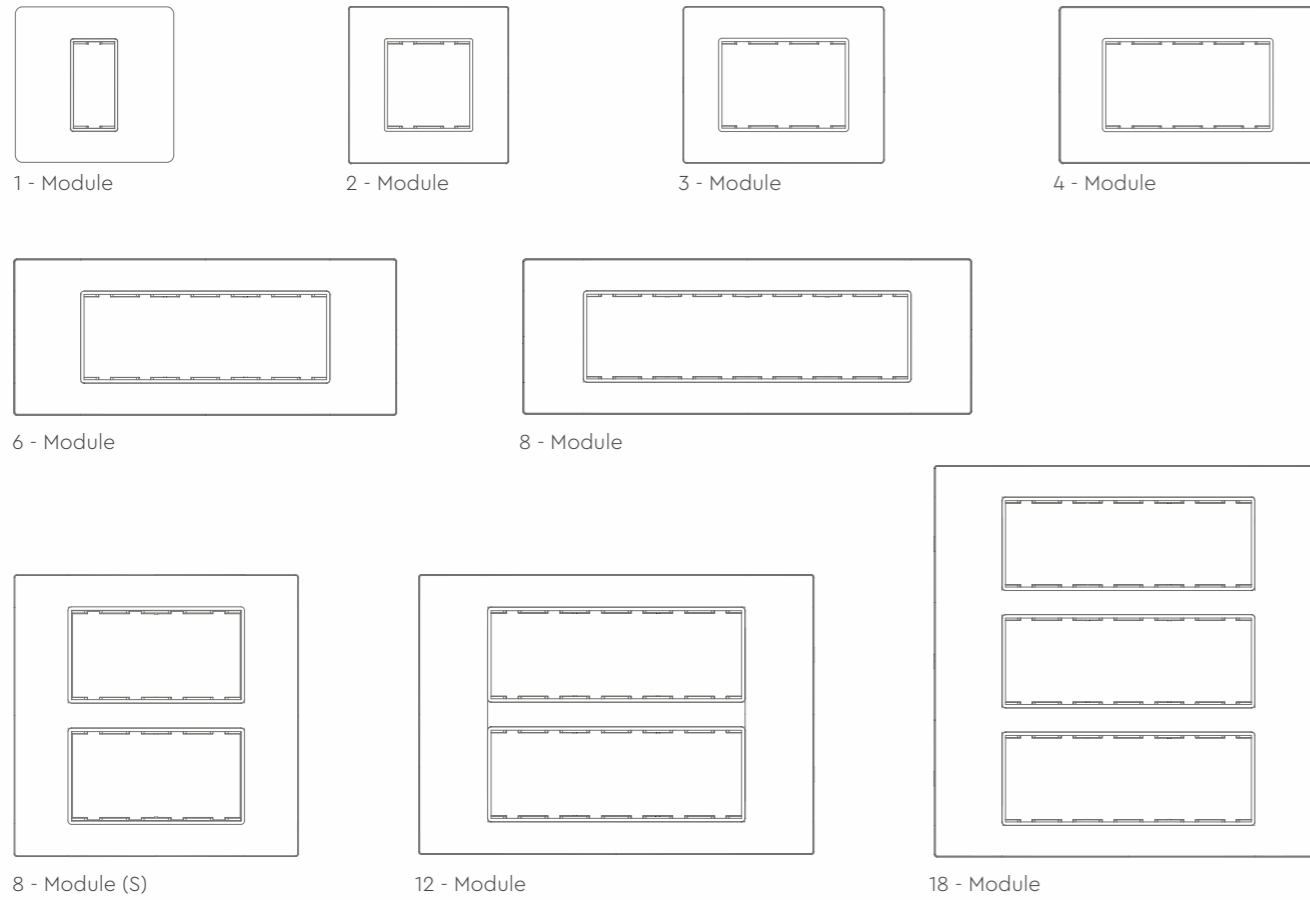 1 - Module
2 - Module
3 - Module
4 - Module
6 - Module
8 - Module
8 - Module (S)
12 - Module
18 - Module